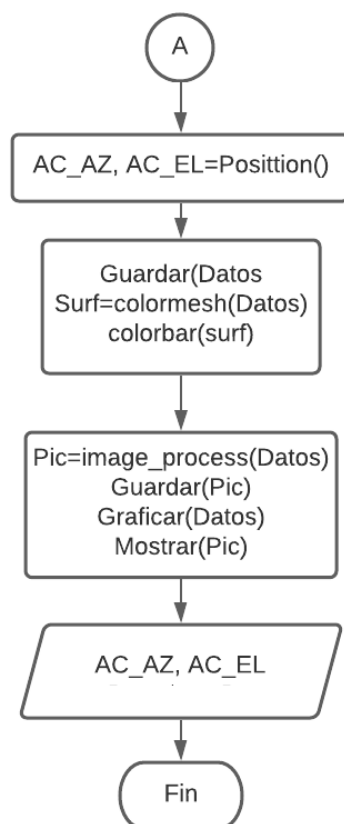 A
AC_AZ, AC_EL=Posittion()
Guardar(Datos
Surf=colormesh(Datos)
colorbar(surf)
Pic=image_process(Datos)
Guardar(Pic)
Graficar(Datos)
Mostrar(Pic)
AC_AZ, AC_EL
Fin